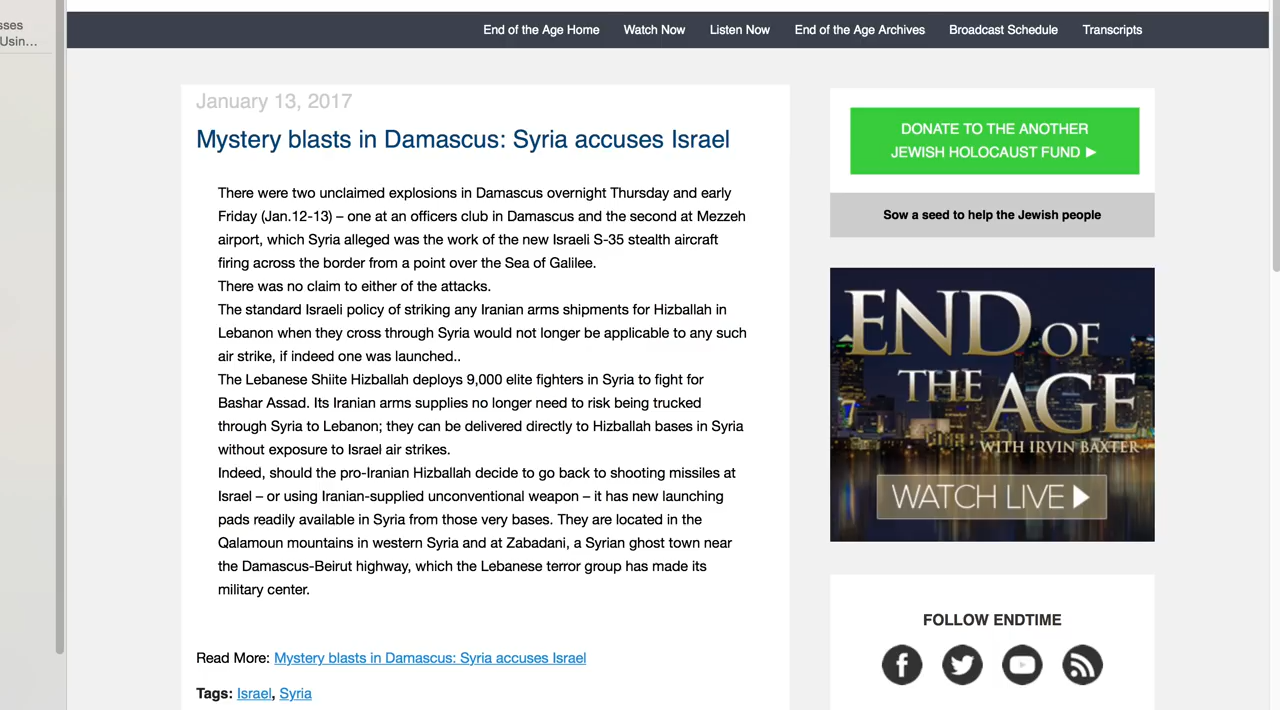 sses
Usin...
End of the Age Home Watch Now Listen Now End of the Age Archives Broadcast Schedule Transcripts
January 13, 2017
Mystery blasts in Damascus: Syria accuses Israel
There were two unclaimed explosions in Damascus overnight Thursday and early
Friday (Jan.12-13) – one at an officers club in Damascus and the second at Mezzeh
airport, which Syria alleged was the work of the new Israeli S-35 stealth aircraft
firing across the border from a point over the Sea of Galilee.
There was no claim to either of the attacks.
The standard Israeli policy of striking any Iranian arms shipments for Hizballah in
Lebanon when they cross through Syria would not longer be applicable to any such
air strike, if indeed one was launched..
The Lebanese Shiite Hizballah deploys 9,000 elite fighters in Syria to fight for
Bashar Assad. Its Iranian arms supplies no longer need to risk being trucked
through Syria to Lebanon; they can be delivered directly to Hizballah bases in Syria
without exposure to Israel air strikes.
Indeed, should the pro-Iranian Hizballah decide to go back to shooting missiles at
Israel – or using Iranian-supplied unconventional weapon – it has new launching
pads readily available in Syria from those very bases. They are located in the
Qalamoun mountains in western Syria and at Zabadani, a Syrian ghost town near
the Damascus-Beirut highway, which the Lebanese terror group has made its
military center.
Read More: Mystery blasts in Damascus: Syria accuses Israel
Tags: Israel, Syria
DONATE TO THE ANOTHER
JEWISH HOLOCAUST FUND ►
Sow a seed to help the Jewish people
END OF
THE AGE
WITH IRVIN BAXTER
WATCH LIVE ►
FOLLOW ENDTIME